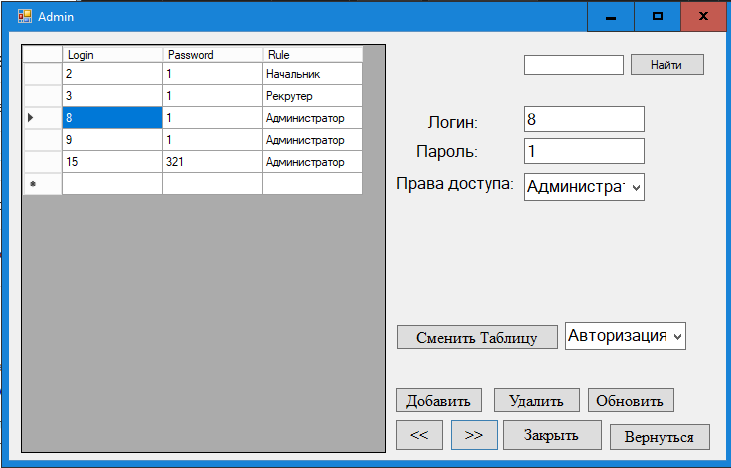 Admin
Login Password Rule
2 1 Начальник
3 1 Рекрутер
8 1 Администратор
9 1 Администратор
15 321 Администратор
*
Найти
Логин: 8
Пароль: 1
Права доступа: Администрат
Сменить Таблицу Авторизация
Добавить Удалить Обновить
<< >> Закрыть Вернуться